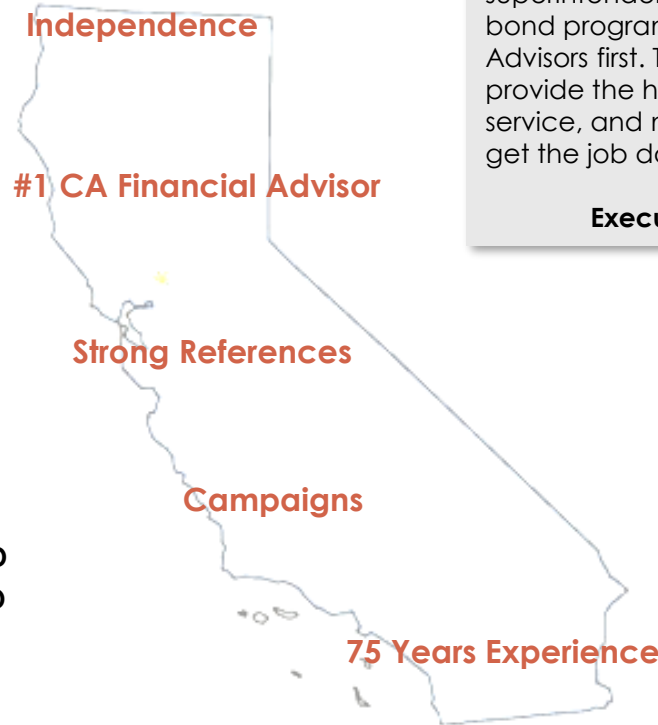 Independence
bond program
Advisors first.
provide the h
service, and
get the job
Execu
#1 CA Financial Advisor
Strong References
Campaigns
75 Years Experience